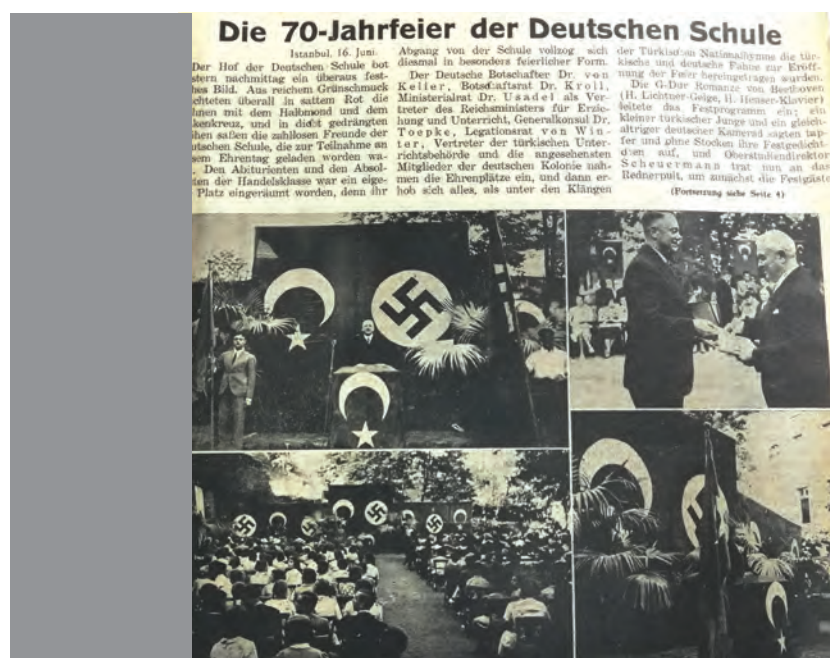 Die 70-Jahrfeier der Deutschen Schule
Istanbul, 16. Juni.
Der Hof der Deutschen Schule bot
stern nachmittag ein überaus fest-
hes Bild. Aus reichem Grünschmuck
chteten überall in sattem Rot die
hnen mit dem Halbmond und dem
kenkreuz, und in dicht gedrängten
ihen saßen die zahllosen Freunde der
utschen Schule, die zur Teilnahme an
sem Ehrentag geladen worden wa-
. Den Abiturienten und den Absol-
ten der Handelsklasse war ein eige-
Platz eingeräumt worden, denn ihr
Abgang von der Schule vollzog sich
diesmal in besonders feierlicher Form.
Der Deutsche Botschafter Dr. von
Keller, Botschaftsrat Dr. Kroll,
Ministerialrat Dr. Usadel als Ver-
treter des Reichsministers für Erzie-
hung und Unterricht, Generalkonsul Dr.
Toepke, Legationsrat von Win-
ter, Vertreter der türkischen Unter-
richtsbehörde und die angesehensten
Mitglieder der deutschen Kolonie nah-
men die Ehrenplätze ein, und dann er-
hob sich alles, als unter den Klängen
der Türkischen Nationalhymne die tür-
kische und deutsche Fahne zur Eröff-
nung der Feier hereingetragen wurden.
Die G-Dur Romanze von Beethoven
(H. Lichtner-Geige, H. Henser-Klavier)
leitete das Festprogramm ein; ein
kleiner türkischer Junge und ein gleich-
altriger deutscher Kamerad sagten tap-
fer und ohne Stocken ihre Festgedicht-
chen auf, und Oberstudiendirektor
Scheuermann trat nun an das
Rednerpult, um zunächst die Festgäste
(Fortsetzung siehe Seite 4)